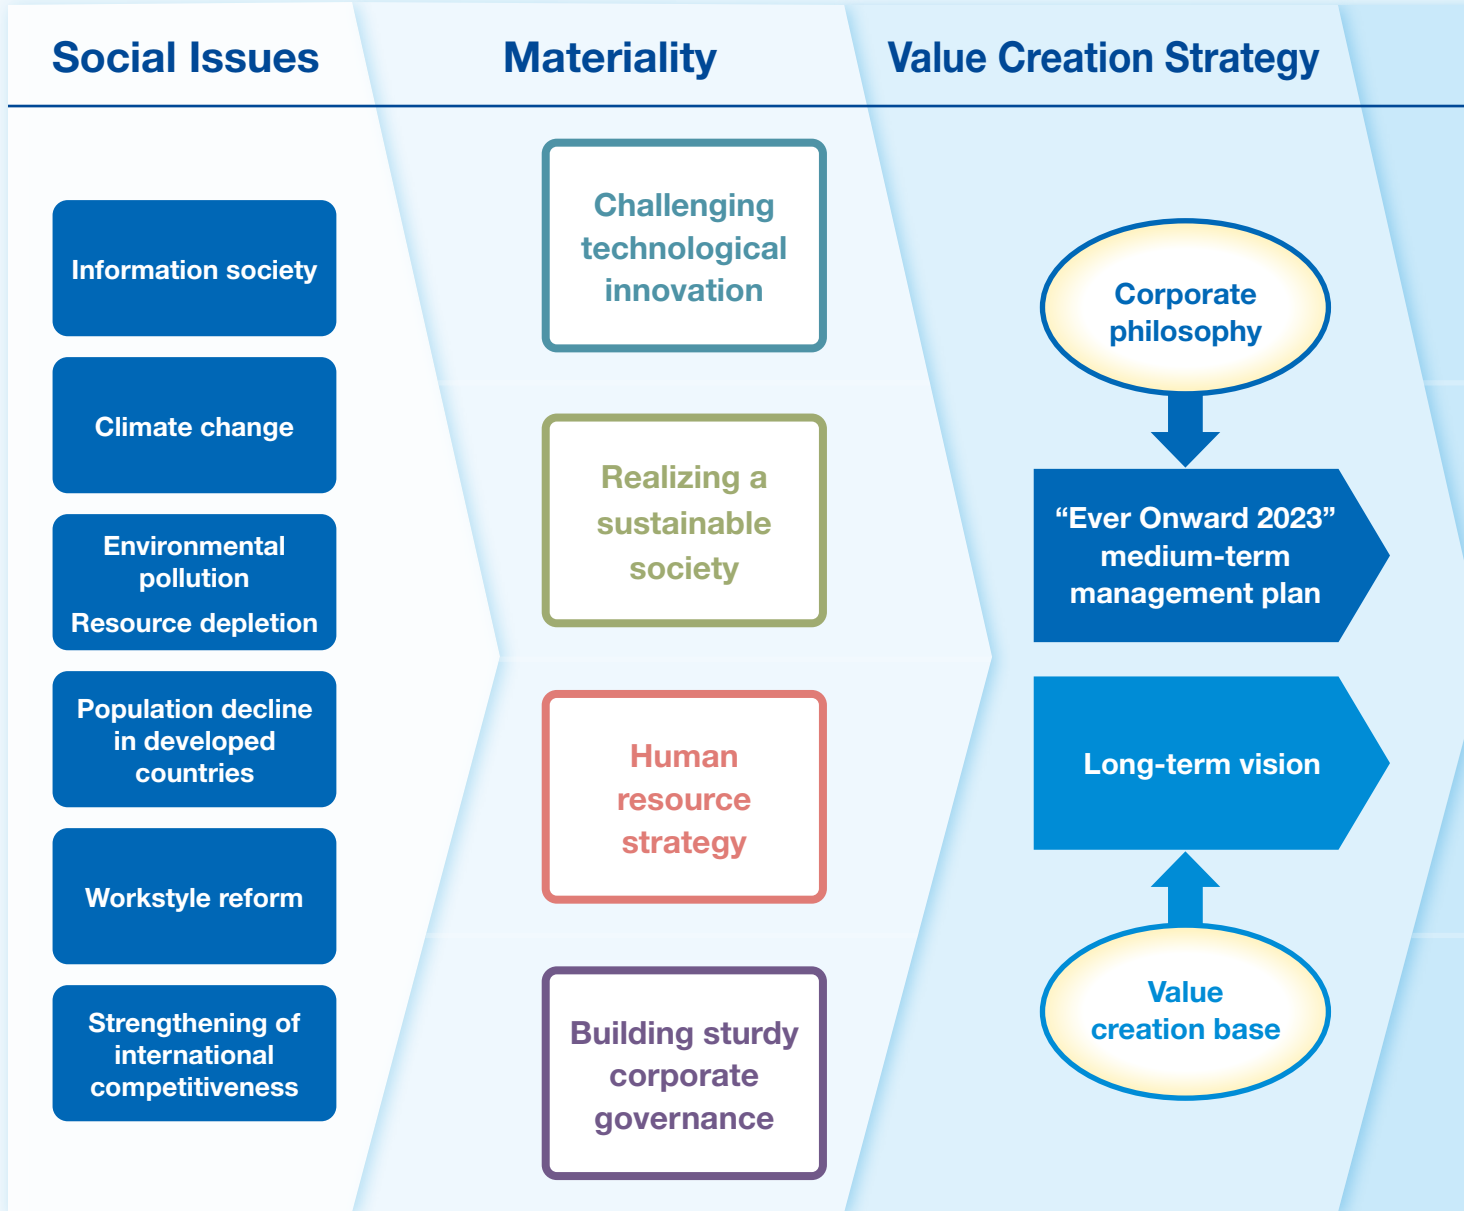 Social Issues
Materiality
Value Creation Strategy
Information society
Climate change
Environmental
pollution
Resource depletion
Population decline
in developed
countries
Workstyle reform
Strengthening of
international
competitiveness
Challenging
technological
innovation
Realizing a
sustainable
society
Human
resource
strategy
Building sturdy
corporate
governance
Corporate
philosophy
“Ever Onward 2023”
medium-term
management plan
Long-term vision
Value
creation base